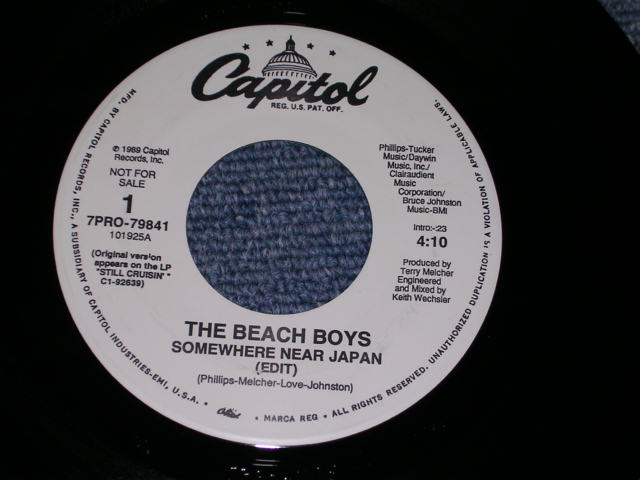 Capitol
REG. U.S. PAT. OFF.
℗ 1989 Capitol
Records, Inc.
NOT FOR
SALE
1
7PRO-79841
101925A
(Original version
appears on the LP
"STILL CRUISIN'"
C1-92639)
Phillips-Tucker
Music/Daywin
Music, Inc./
Clairaudient
Music
Corporation/
Bruce Johnston
Music-BMI
Intro:-:23
4:10
Produced by
Terry Melcher
Engineered
and Mixed by
Keith Wechsler
THE BEACH BOYS
SOMEWHERE NEAR JAPAN
(EDIT)
(Phillips-Melcher-Love-Johnston)
MFD. BY CAPITOL RECORDS, INC., A SUBSIDIARY OF CAPITOL INDUSTRIES-EMI, U.S.A. • Capitol • MARCA REG • ALL RIGHTS RESERVED. UNAUTHORIZED DUPLICATION IS A VIOLATION OF APPLICABLE LAWS.